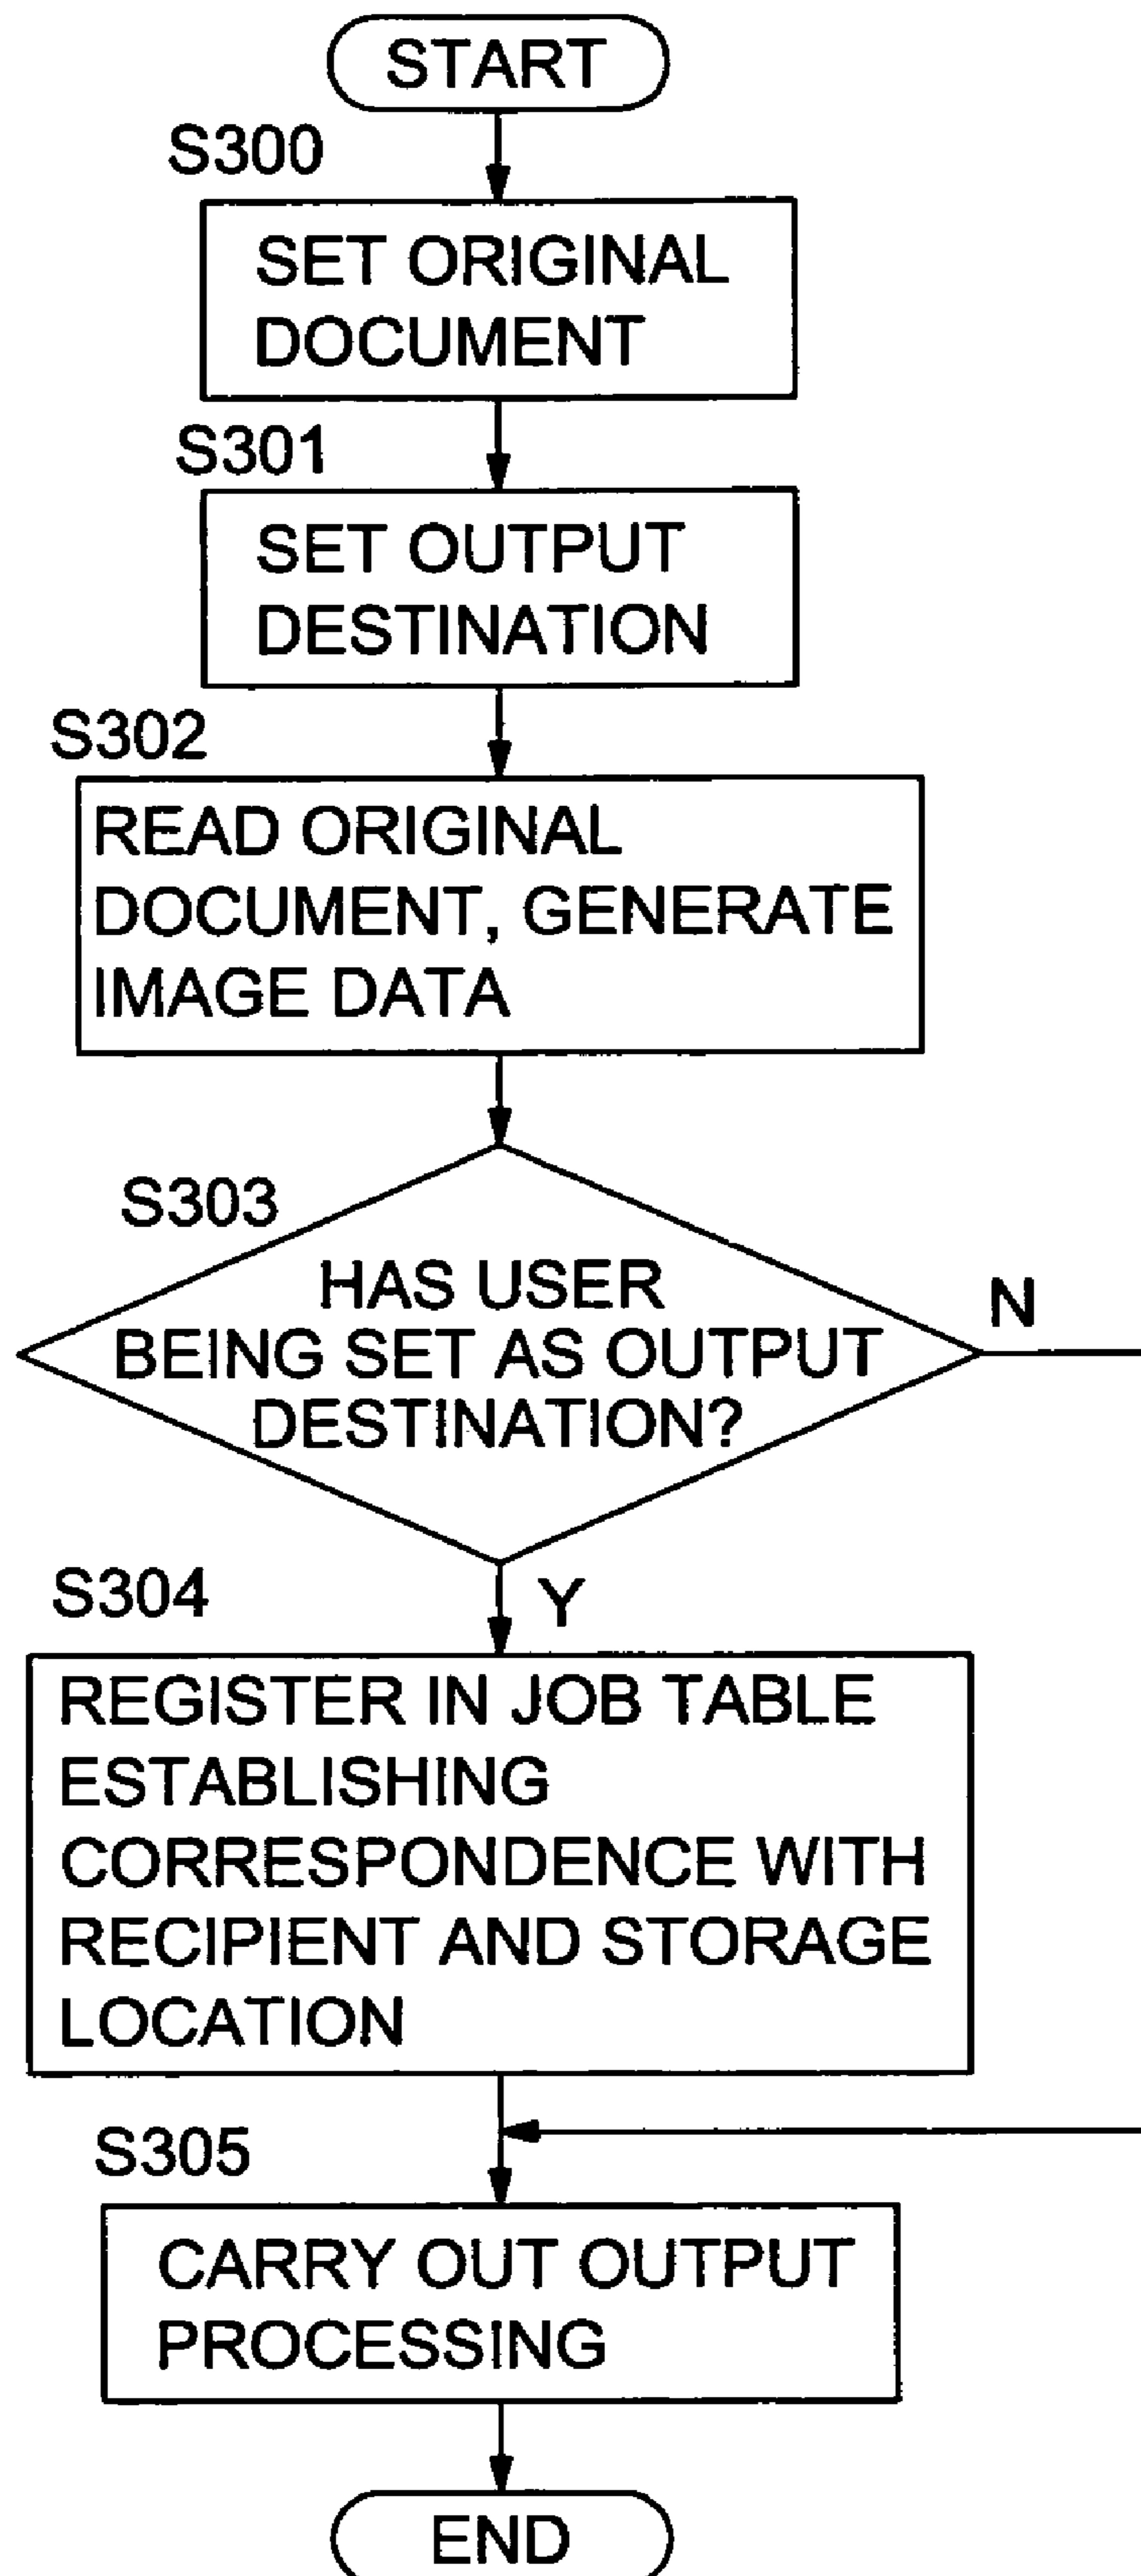 START
S300
SET ORIGINAL
DOCUMENT
S301
SET OUTPUT
DESTINATION
S302
READ ORIGINAL
DOCUMENT, GENERATE
IMAGE DATA
S303
HAS USER
BEING SET AS OUTPUT
DESTINATION?
N
S304
Y
REGISTER IN JOB TABLE
ESTABLISHING
CORRESPONDENCE WITH
RECIPIENT AND STORAGE
LOCATION
S305
CARRY OUT OUTPUT
PROCESSING
END